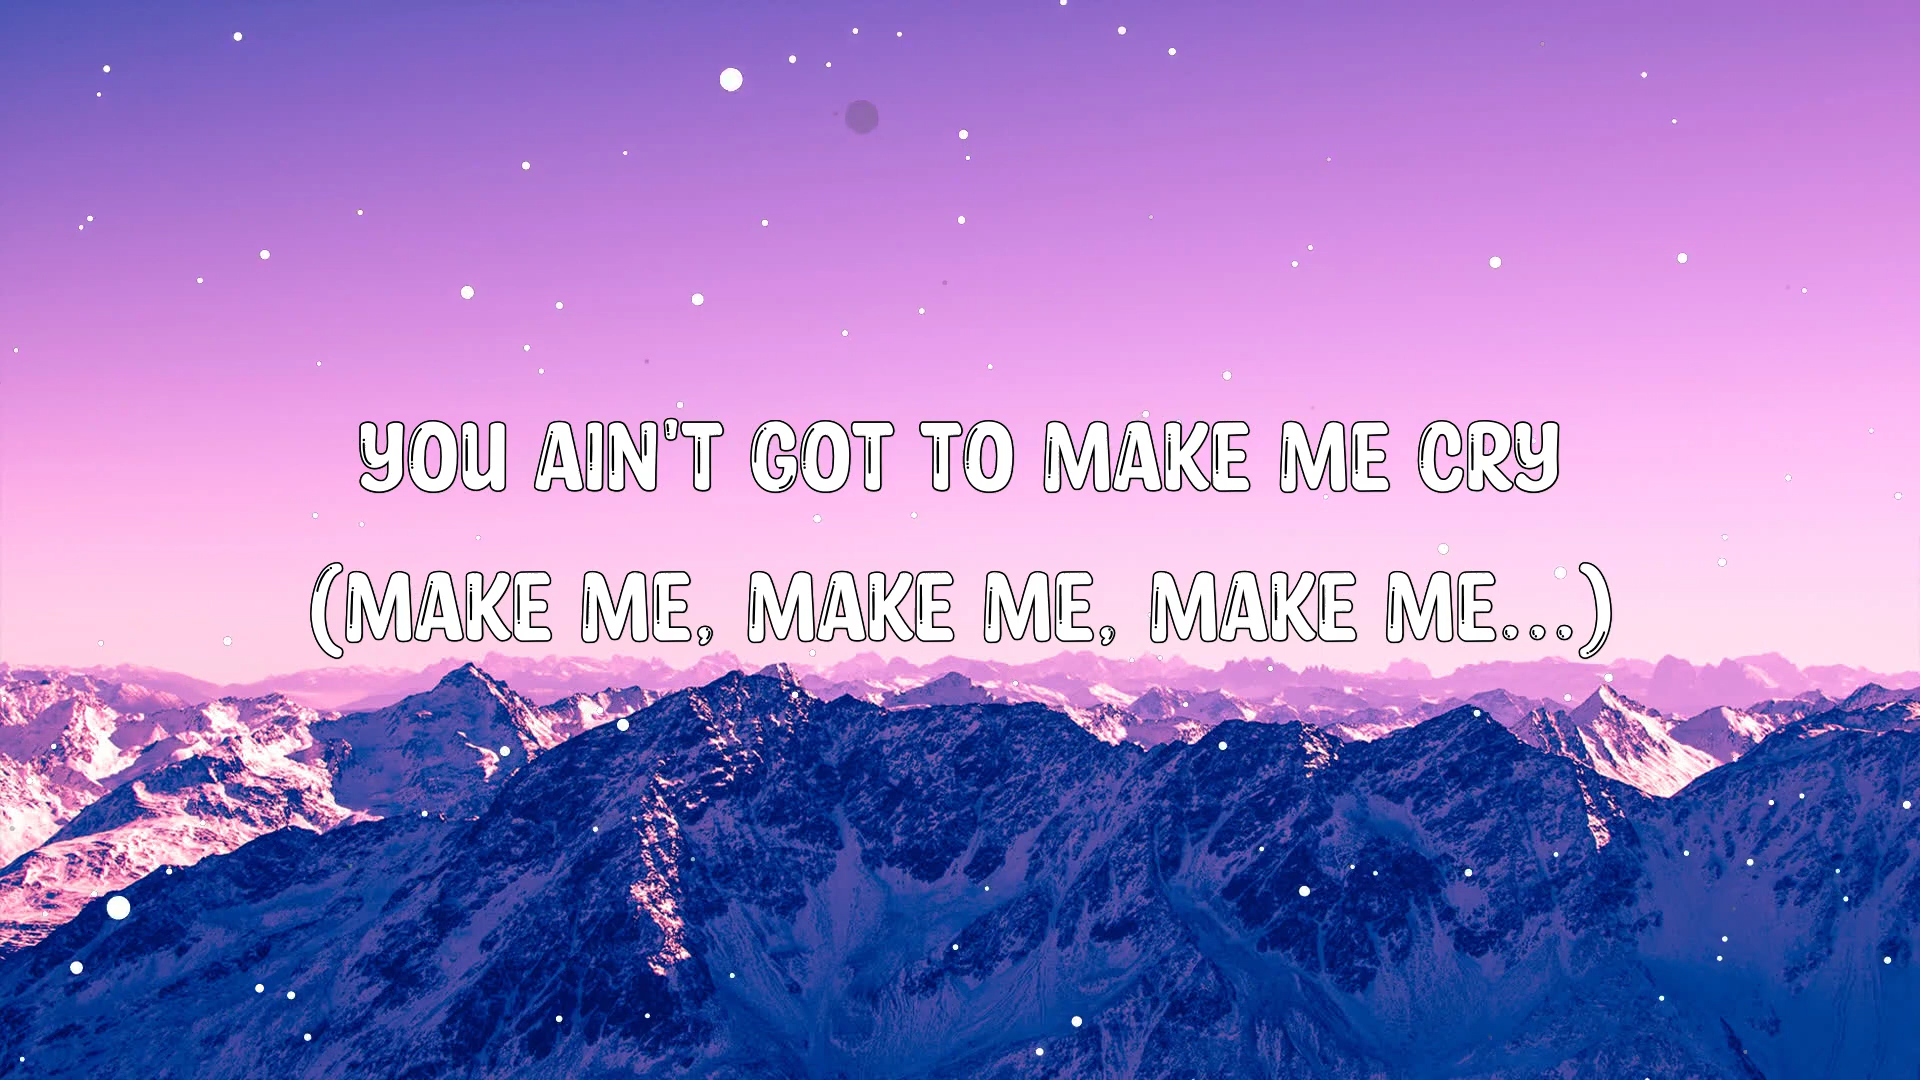 YOU AIN'T GOT TO MAKE ME CRY
(MAKE ME, MAKE ME, MAKE ME...)